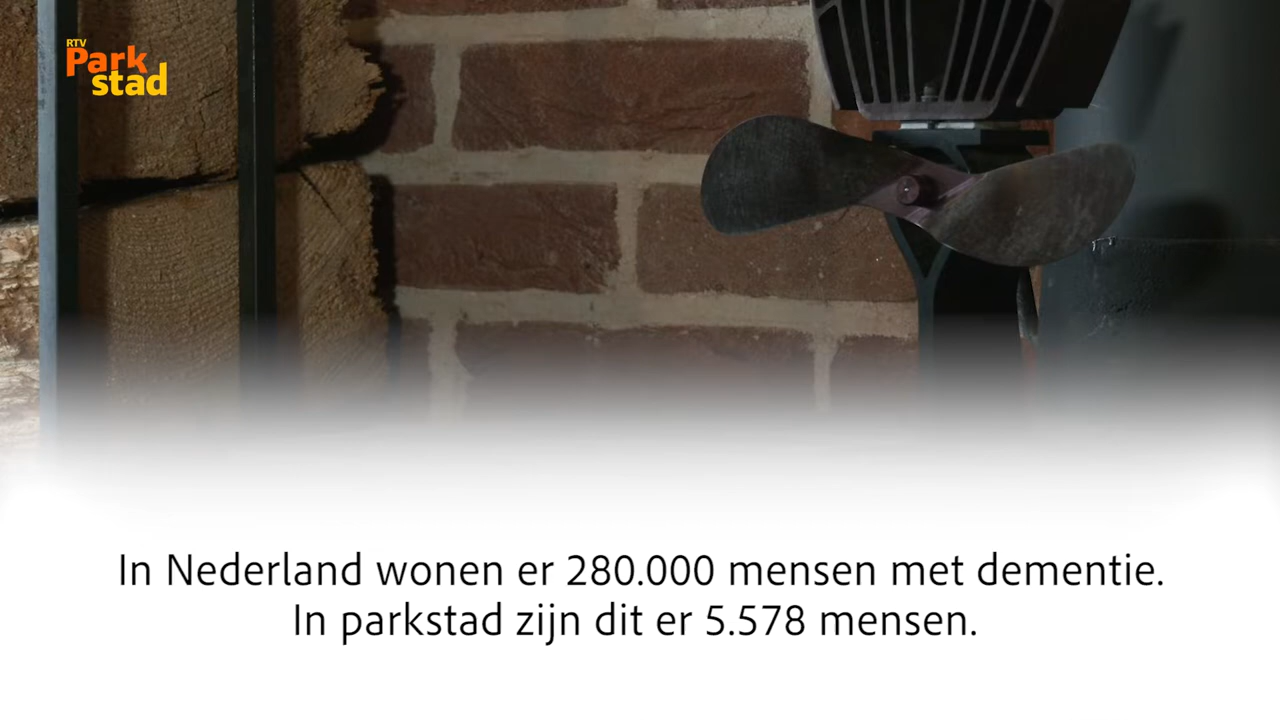 RTV
Park
stad
In Nederland wonen er 280.000 mensen met dementie.
In parkstad zijn dit er 5.578 mensen.